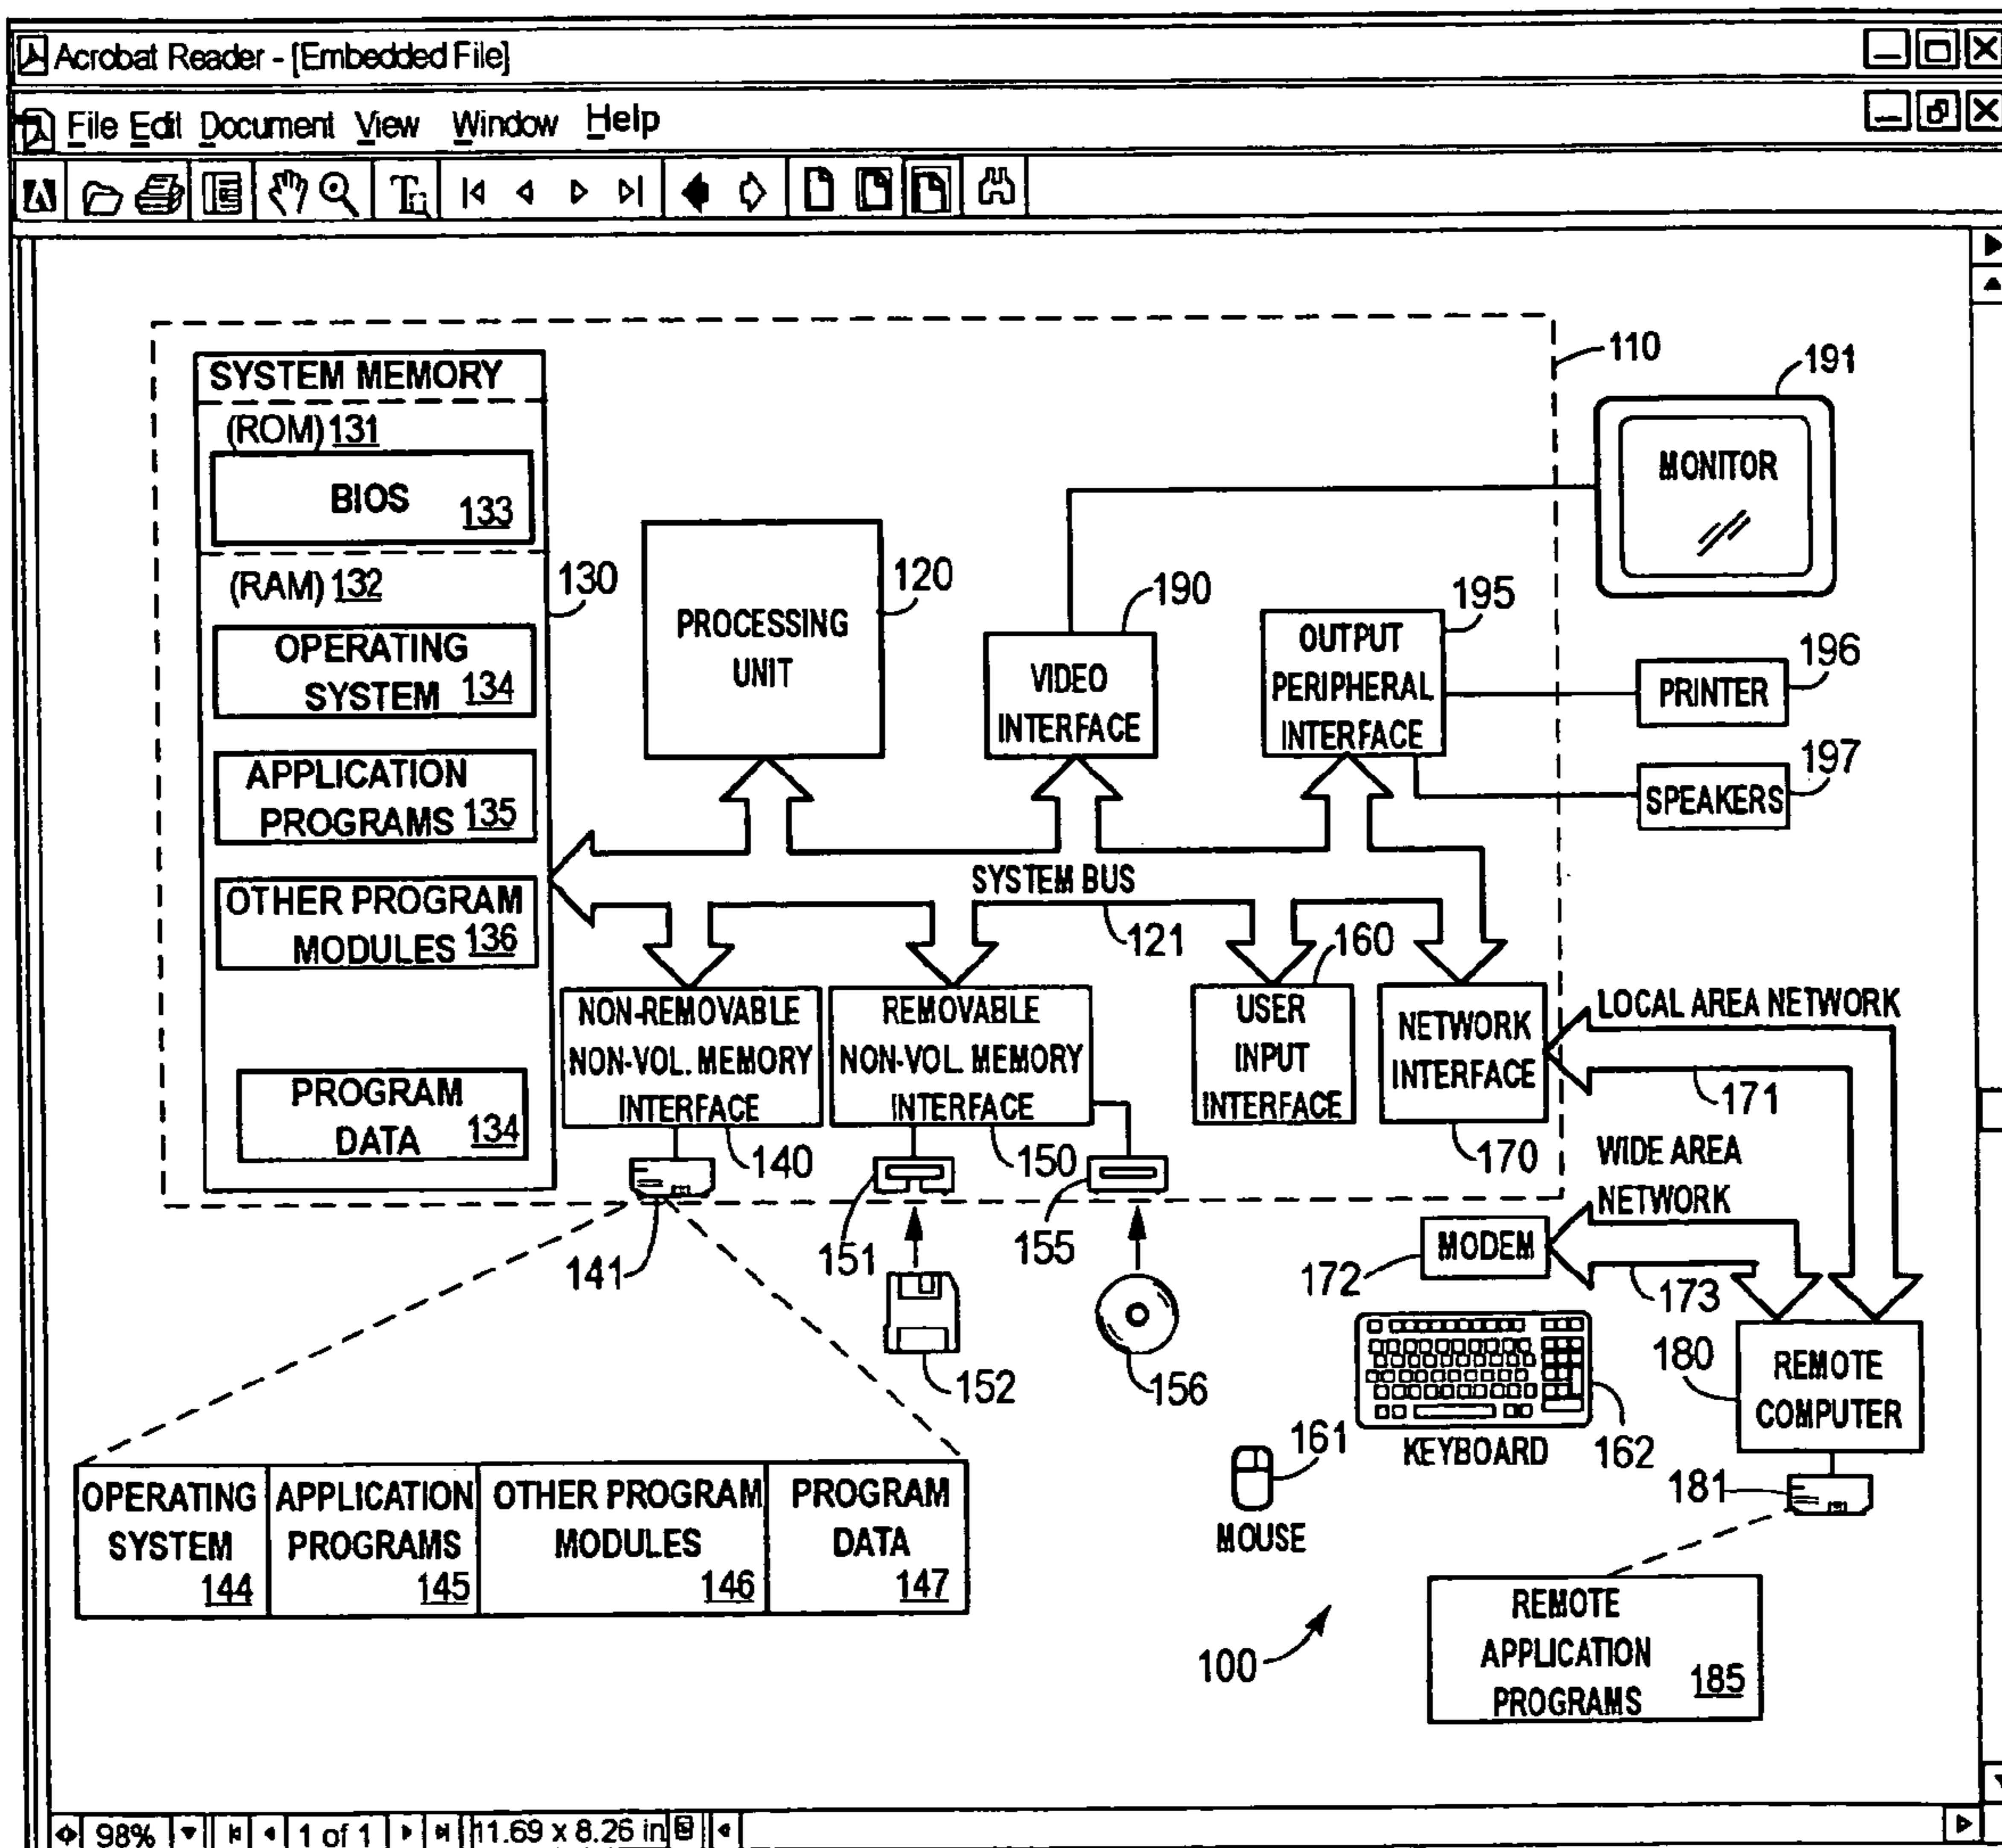 Acrobat Reader - [Embedded File]
File Edit Document View Window Help
SYSTEM MEMORY
(ROM) 131
BIOS 133
(RAM) 132
OPERATING
SYSTEM 134
APPLICATION
PROGRAMS 135
OTHER PROGRAM
MODULES 136
PROGRAM
DATA 134
130
PROCESSING
UNIT
120
VIDEO
INTERFACE
190
OUTPUT
PERIPHERAL
INTERFACE
195
110
191
MONITOR
196
PRINTER
197
SPEAKERS
SYSTEM BUS
121
NON-REMOVABLE
NON-VOL. MEMORY
INTERFACE
140
REMOVABLE
NON-VOL. MEMORY
INTERFACE
150
160
USER
INPUT
INTERFACE
NETWORK
INTERFACE
170
LOCAL AREA NETWORK
171
WIDE AREA
NETWORK
173
MODEM
172
141
151
155
152
156
180
REMOTE
COMPUTER
181
KEYBOARD
162
161
MOUSE
OPERATING
SYSTEM
144
APPLICATION
PROGRAMS
145
OTHER PROGRAM
MODULES
146
PROGRAM
DATA
147
100
REMOTE
APPLICATION
PROGRAMS 185
98%
1 of 1
11.69 x 8.26 in